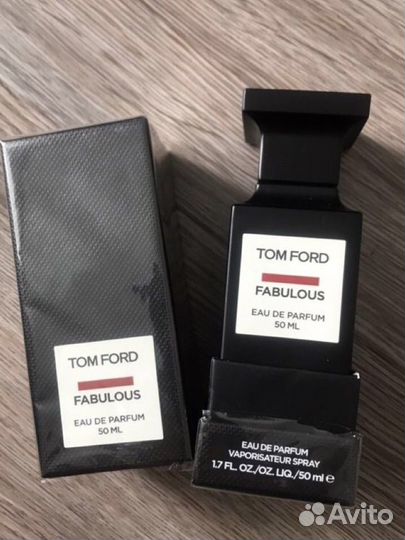 TOM FORD
FABULOUS
EAU DE PARFUM
50 ML
TOM FORD
FABULOUS
EAU DE PARFUM
50 ML
EAU DE PARFUM
VAPORISATEUR SPRAY
1.7 FL. OZ./OZ. LIQ./50 ml e
Avito